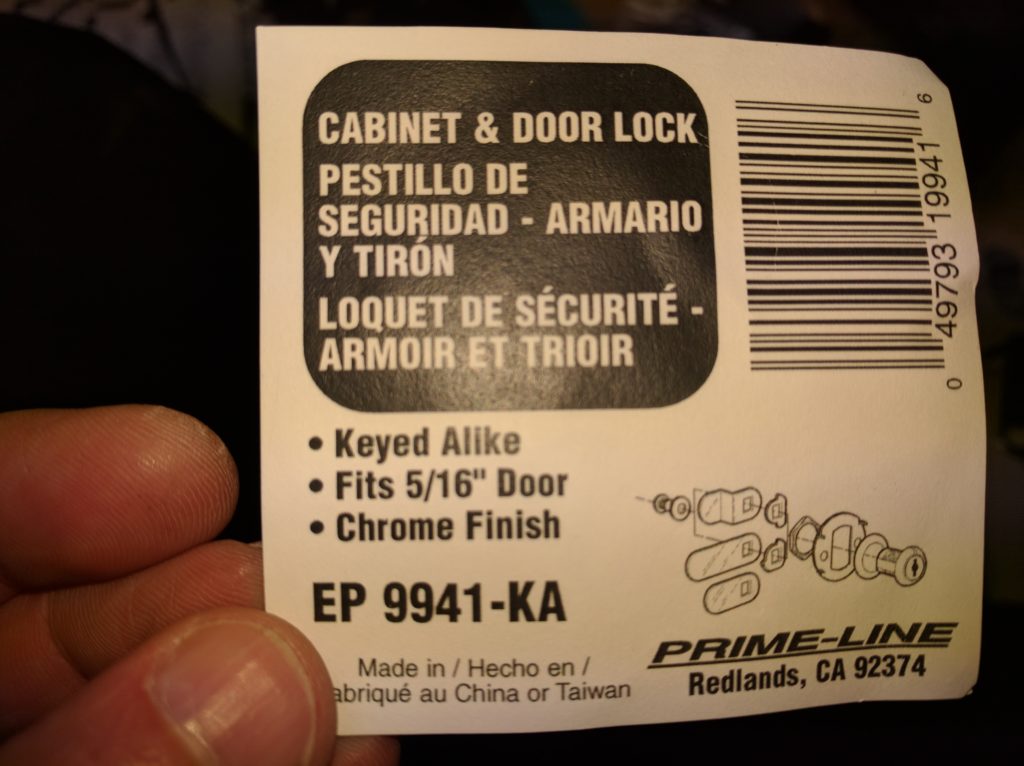 CABINET & DOOR LOCK
PESTILLO DE
SEGURIDAD - ARMARIO
Y TIRÓN
LOQUET DE SÉCURITÉ -
ARMOIR ET TRIOIR
• Keyed Alike
• Fits 5/16" Door
• Chrome Finish
EP 9941-KA
Made in / Hecho en /
abriqué au China or Taiwan
0 49793 19941 6
PRIME-LINE
Redlands, CA 92374